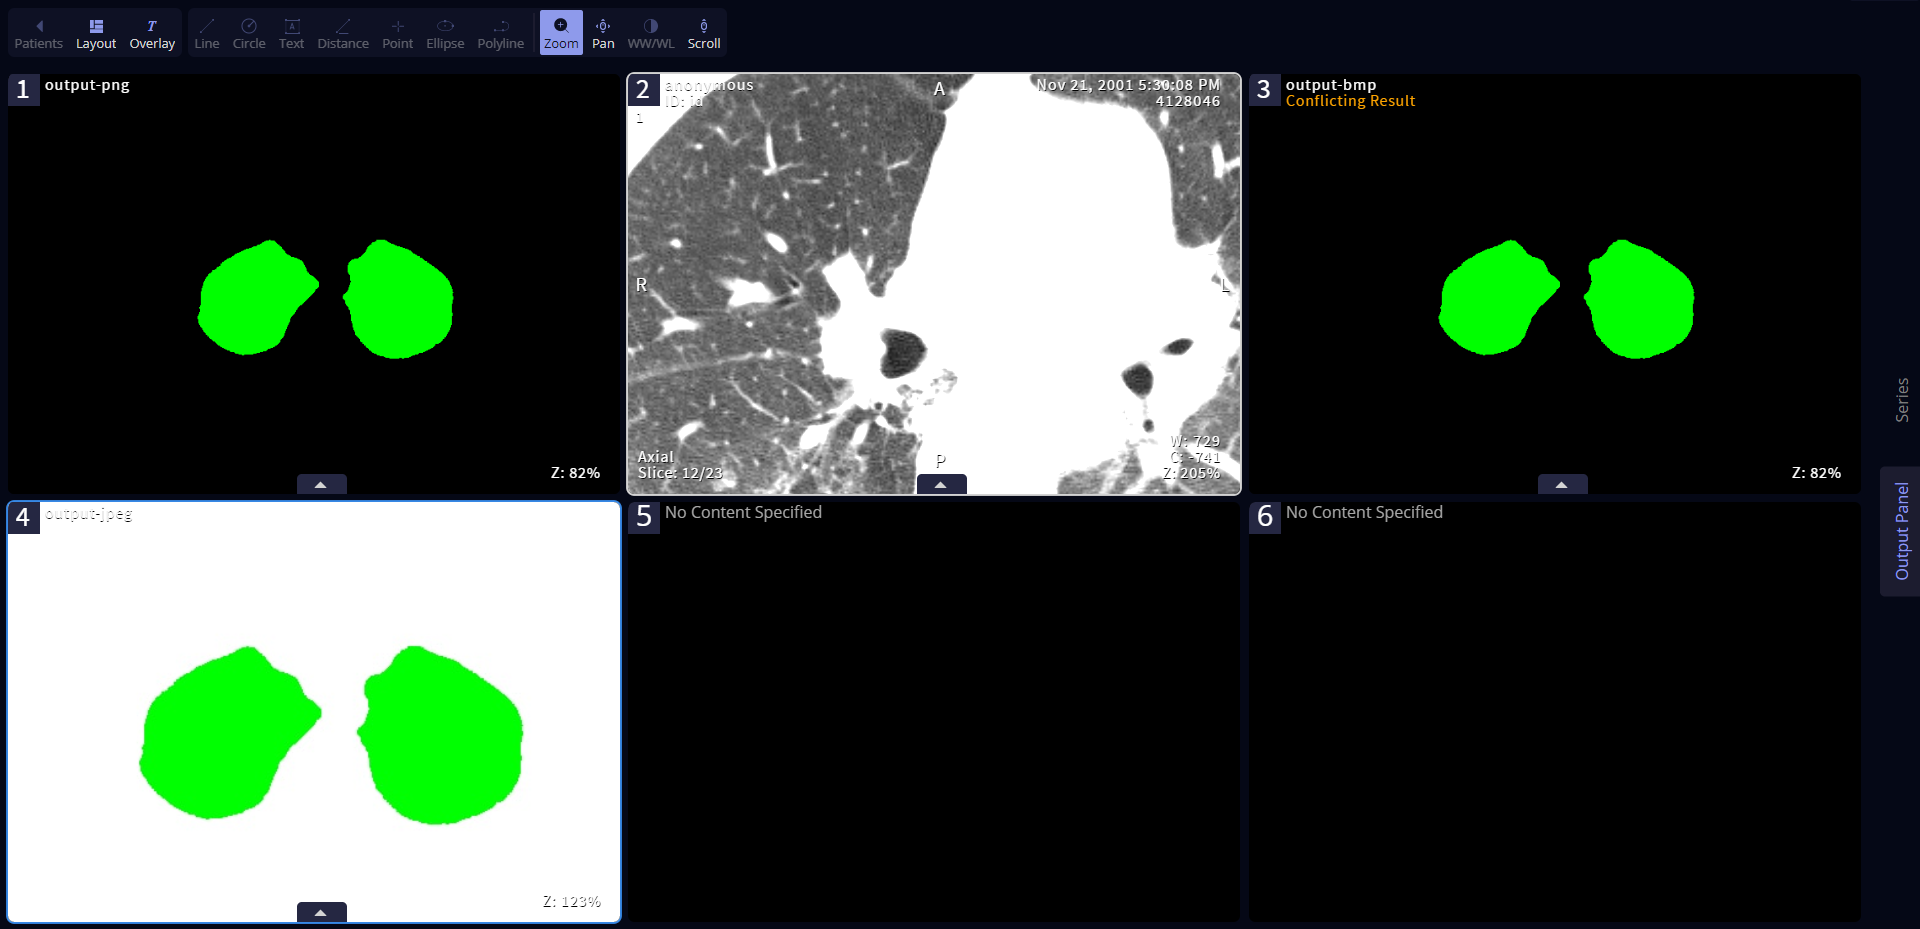 Patients Layout Overlay Line Circle Text Distance Point Ellipse Polyline Zoom Pan WW/WL Scroll
1 output-png
Z: 82%
2 anonymous
ID: id
1
A
Nov 21, 2001 5:30:08 PM
4128046
R
L
Axial
Slice: 12/23
P
W: 729
C: -741
Z: 205%
3 output-bmp
Conflicting Result
Z: 82%
4 output-jpeg
Z: 123%
5 No Content Specified
6 No Content Specified
Series
Output Panel